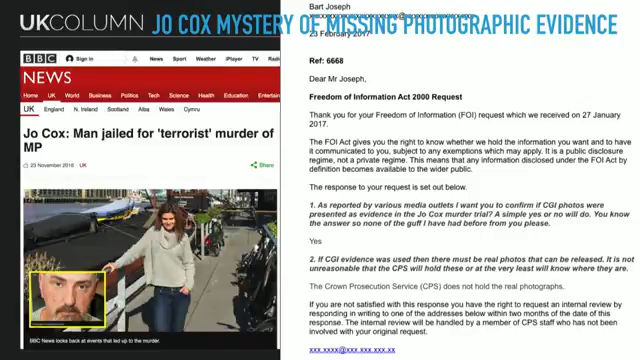 UKCOLUMN JO COX MYSTERY OF MISSING PHOTOGRAPHIC EVIDENCE
BBC Sign in News Sport Weather iPlayer TV
NEWS
Home UK World Business Politics Tech Science Health Education
UK England N. Ireland Scotland Alba Wales Cymru
Jo Cox: Man jailed for 'terrorist' murder of
MP
23 November 2016 UK Share
BBC News looks back at events that led up to the murder.
Bart Joseph
23 February 2017
Ref: 6668
Dear Mr Joseph,
Freedom of Information Act 2000 Request
Thank you for your Freedom of Information (FOI) request which we received on 27 January
2017.
The FOI Act gives you the right to know whether we hold the information you want and to have
it communicated to you, subject to any exemptions which may apply. It is a public disclosure
regime, not a private regime. This means that any information disclosed under the FOI Act by
definition becomes available to the wider public.
The response to your request is set out below.
1. As reported by various media outlets I want you to confirm if CGI photos were
presented as evidence in the Jo Cox murder trial? A simple yes or no will do. You know
the answer so none of the guff I have had before from you please.
Yes
2. If CGI evidence was used then there must be real photos that can be released. It is not
unreasonable that the CPS will hold these or at the very least will know where they are.
The Crown Prosecution Service (CPS) does not hold the real photographs.
If you are not satisfied with this response you have the right to request an internal review by
responding in writing to one of the addresses below within two months of the date of this
response. The internal review will be handled by a member of CPS staff who has not been
involved with your original request.
xxx.xxxx@xxx.xxx.xxx.xx